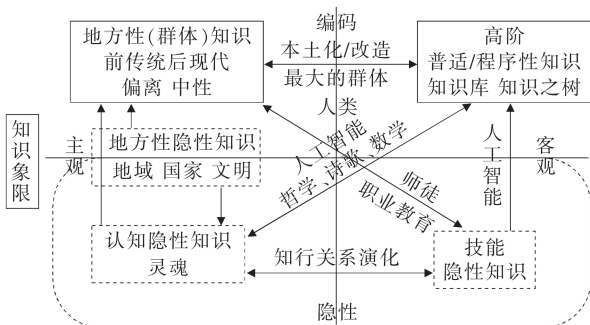 地方性(群体)知识
前传统后现代
偏离 中性
编码
本土化/改造
最大的群体
人类
高阶
普适/程序性知识
知识库 知识之树
知识象限
主观
地方性隐性知识
地域 国家 文明
人工智能
哲学、诗歌、数学
师徒
职业教育
人工智能
客观
认知隐性知识
灵魂
知行关系演化
技能
隐性知识
隐性